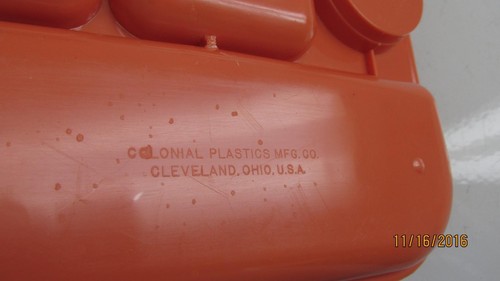 COLONIAL PLASTICS MFG. CO.
CLEVELAND, OHIO, U.S.A.
11/16/2016